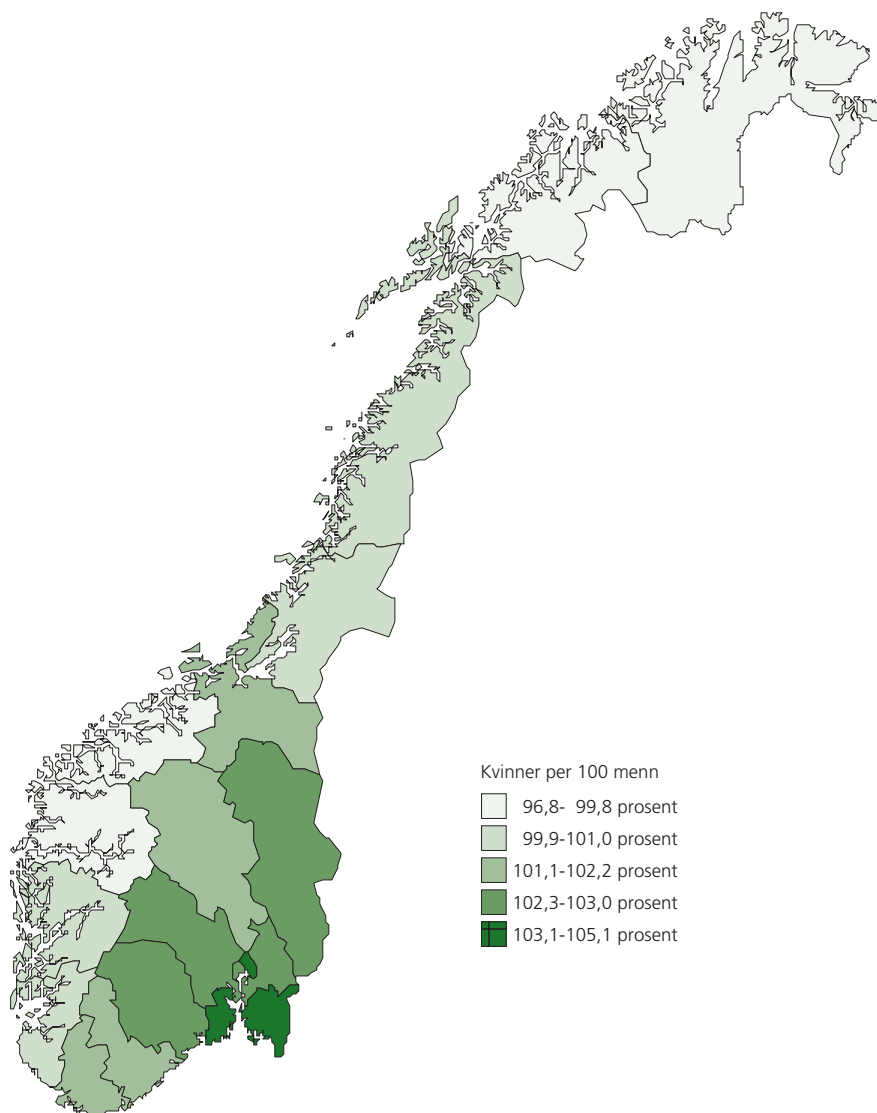 Kvinner per 100 menn
96,8- 99,8 prosent
99,9-101,0 prosent
101,1-102,2 prosent
102,3-103,0 prosent
103,1-105,1 prosent